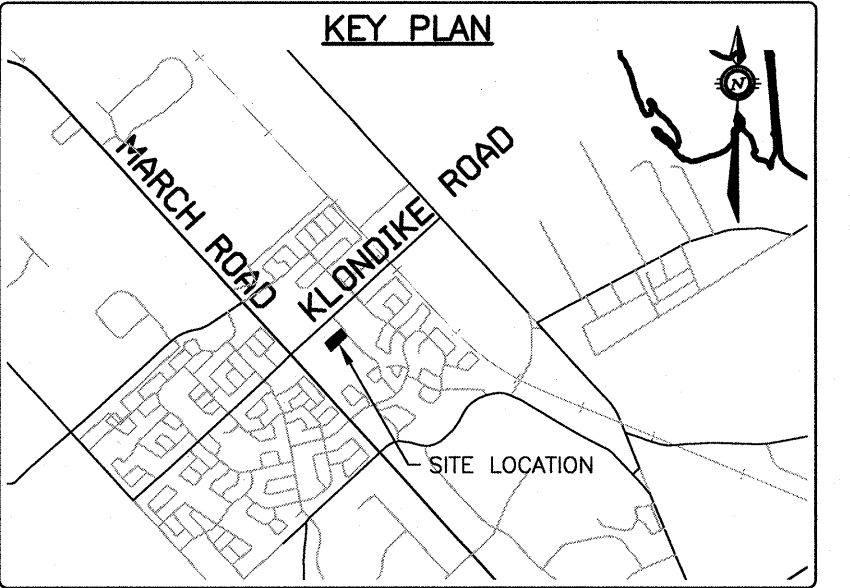 KEY PLAN
N
MARCH ROAD
KLONDIKE ROAD
SITE LOCATION